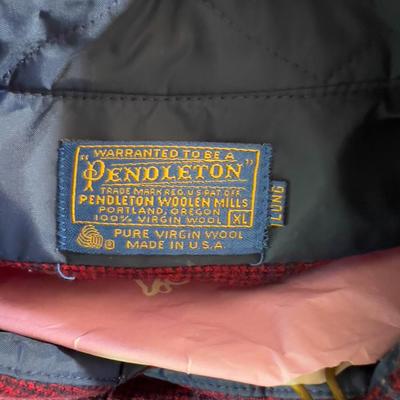 "WARRANTED TO BE A
PENDLETON"
TRADE MARK REG. U.S. PAT. OFF.
PENDLETON WOOLEN MILLS
PORTLAND, OREGON
100% VIRGIN WOOL XL
PURE VIRGIN WOOL
MADE IN U.S.A.
LONG